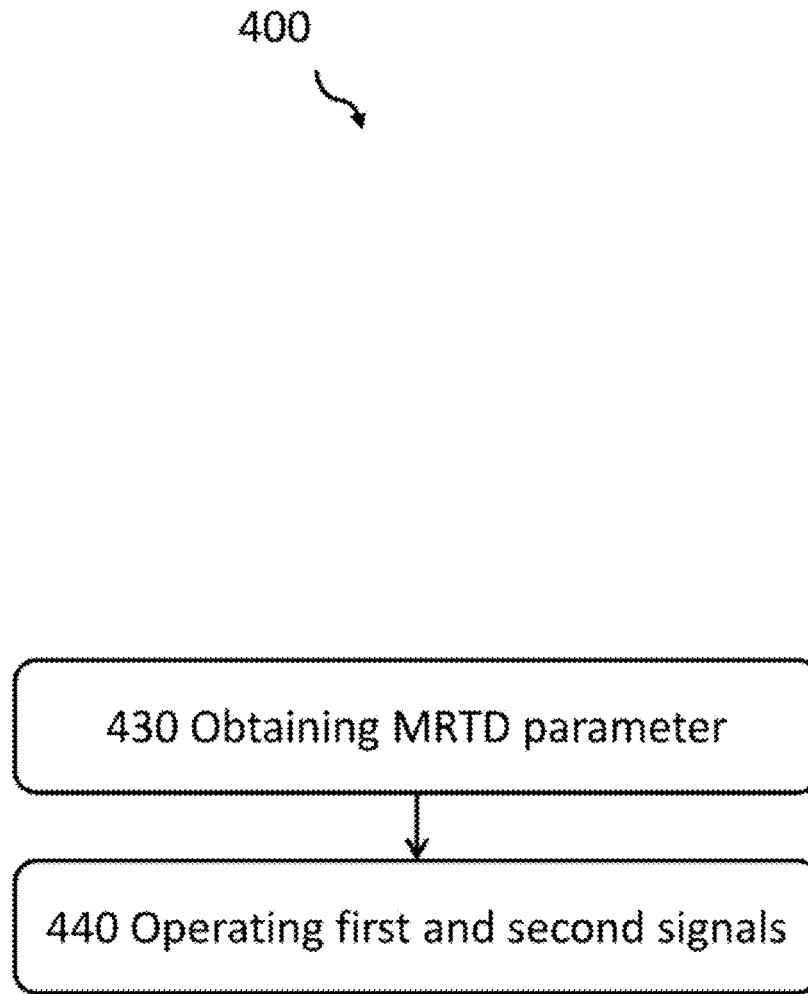 400
430 Obtaining MRTD parameter
440 Operating first and second signals